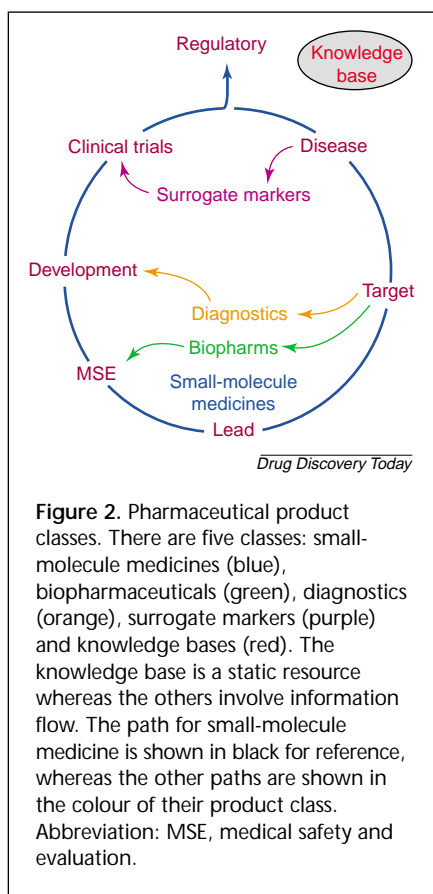 Regulatory
Knowledge
base
Clinical trials
Disease
Surrogate markers
Development
Target
Diagnostics
Biopharms
MSE
Small-molecule
medicines
Lead
Drug Discovery Today
Figure 2. Pharmaceutical product
classes. There are five classes: small-
molecule medicines (blue),
biopharmaceuticals (green), diagnostics
(orange), surrogate markers (purple)
and knowledge bases (red). The
knowledge base is a static resource
whereas the others involve information
flow. The path for small-molecule
medicine is shown in black for reference,
whereas the other paths are shown in
the colour of their product class.
Abbreviation: MSE, medical safety and
evaluation.